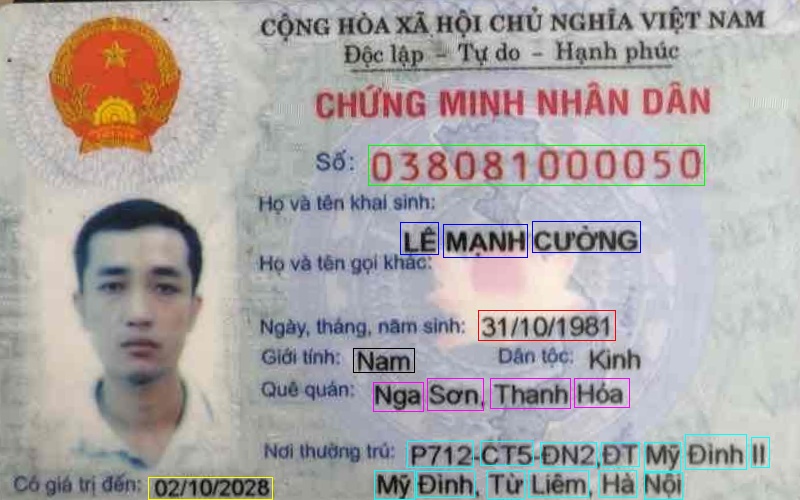 CỘNG HÒA XÃ HỘI CHỦ NGHĨA VIỆT NAM
Độc lập - Tự do - Hạnh phúc
CHỨNG MINH NHÂN DÂN
Số: 038081000050
Họ và tên khai sinh:
LÊ MẠNH CƯỜNG
Họ và tên gọi khác:
Ngày, tháng, năm sinh: 31/10/1981
Giới tính: Nam Dân tộc: Kinh
Quê quán: Nga Sơn, Thanh Hóa
Nơi thường trú: P712-CT5-ĐN2,ĐT Mỹ Đình II
Mỹ Đình, Từ Liêm, Hà Nội
Có giá trị đến: 02/10/2028